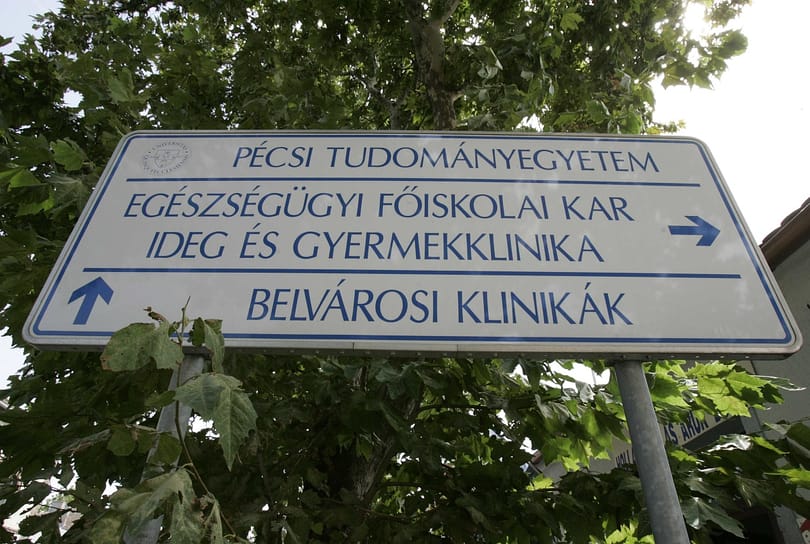 PÉCSI TUDOMÁNYEGYETEM
EGÉSZSÉGÜGYI FŐISKOLAI KAR
IDEG ÉS GYERMEKKLINIKA
BELVÁROSI KLINIKÁK